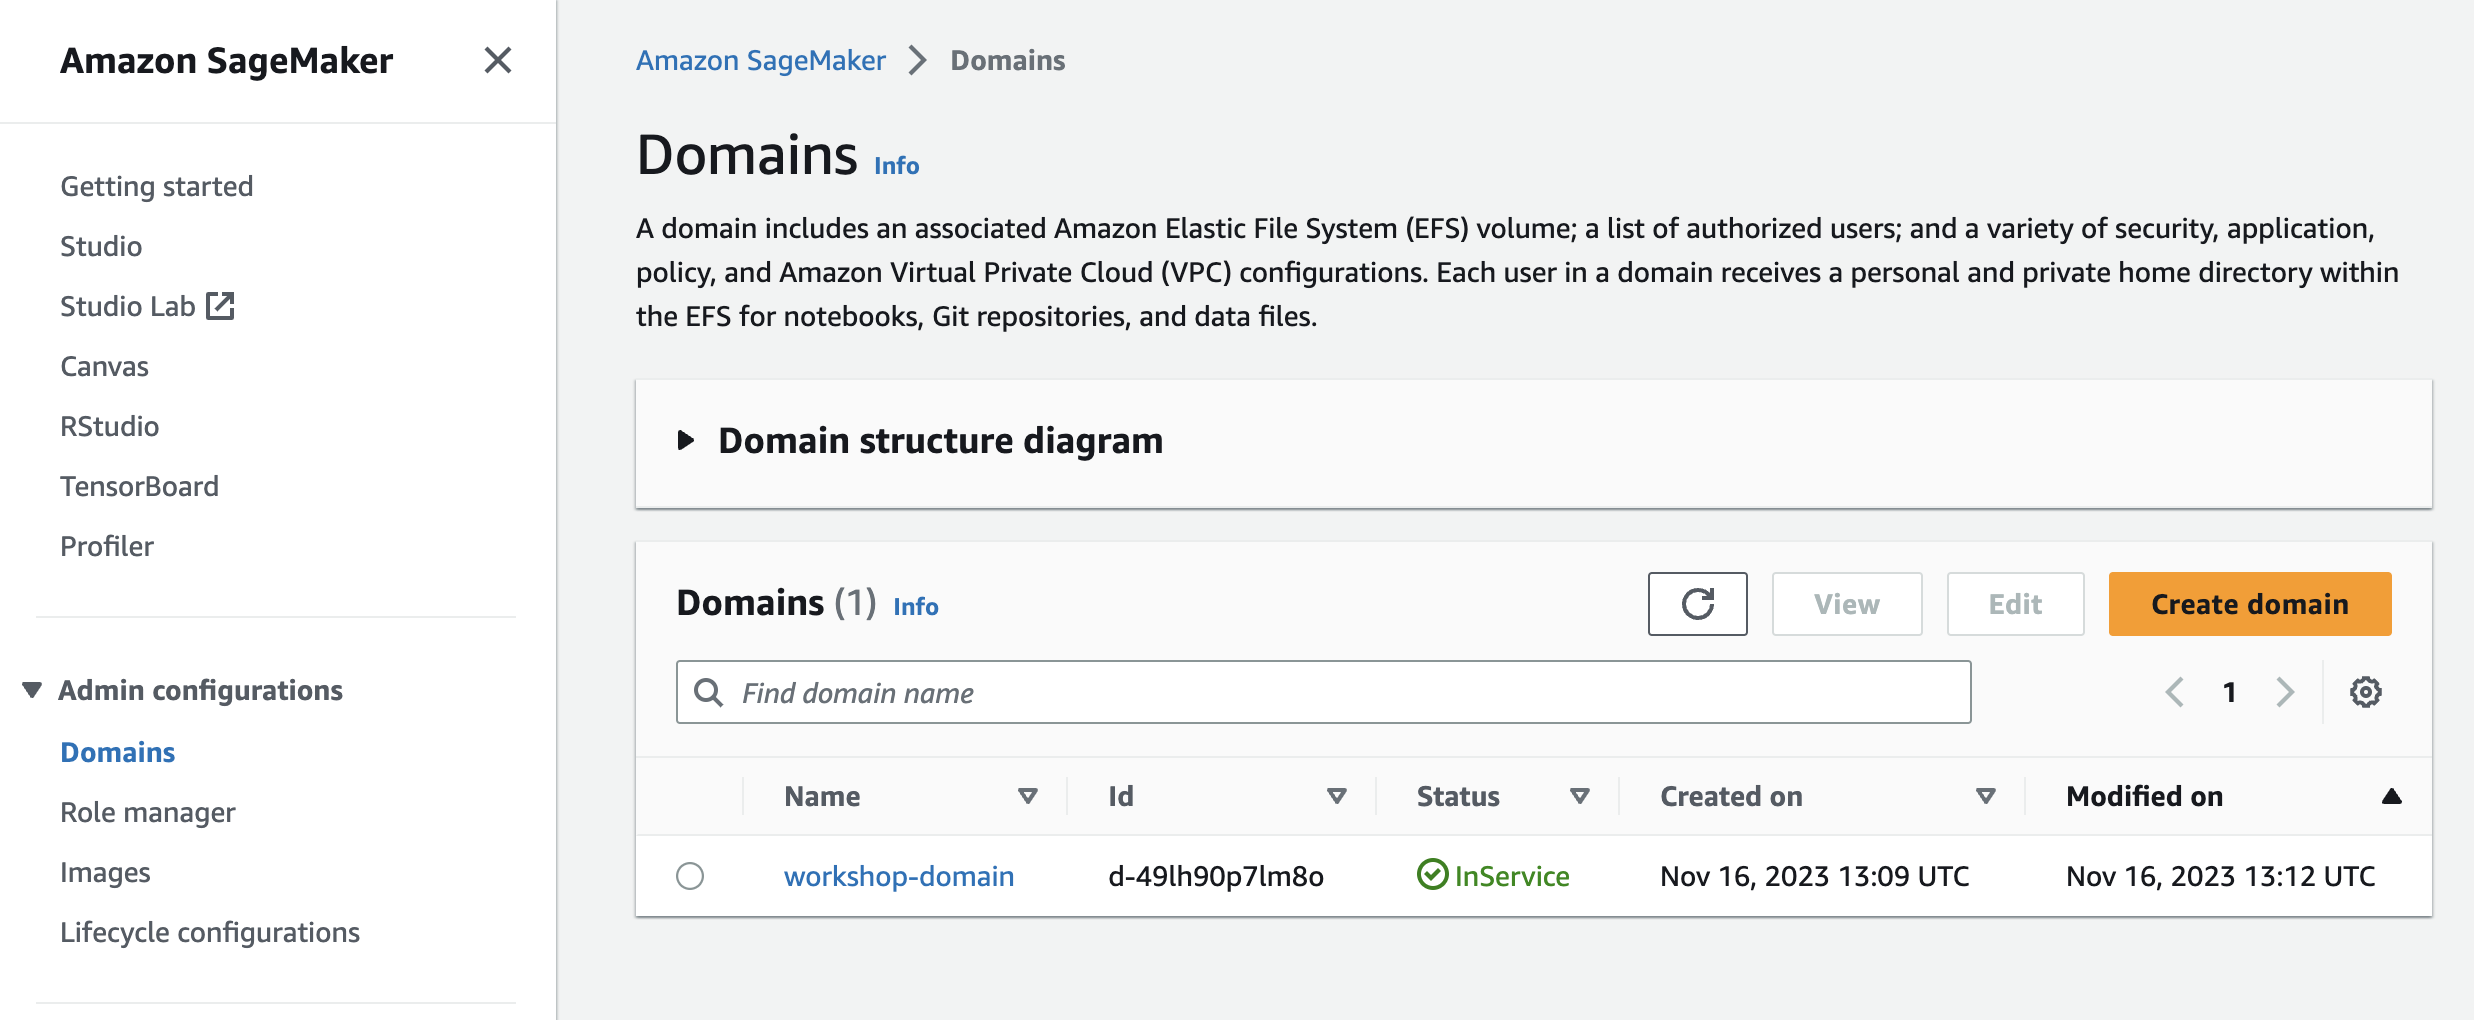 Amazon SageMaker
Getting started
Studio
Studio Lab
Canvas
RStudio
TensorBoard
Profiler
Admin configurations
Domains
Role manager
Images
Lifecycle configurations
Amazon SageMaker > Domains
Domains Info
A domain includes an associated Amazon Elastic File System (EFS) volume; a list of authorized users; and a variety of security, application,
policy, and Amazon Virtual Private Cloud (VPC) configurations. Each user in a domain receives a personal and private home directory within
the EFS for notebooks, Git repositories, and data files.
Domain structure diagram
Domains (1) Info
View Edit Create domain
Find domain name
1
Name Id Status Created on Modified on
workshop-domain d-49lh90p7lm8o InService Nov 16, 2023 13:09 UTC Nov 16, 2023 13:12 UTC